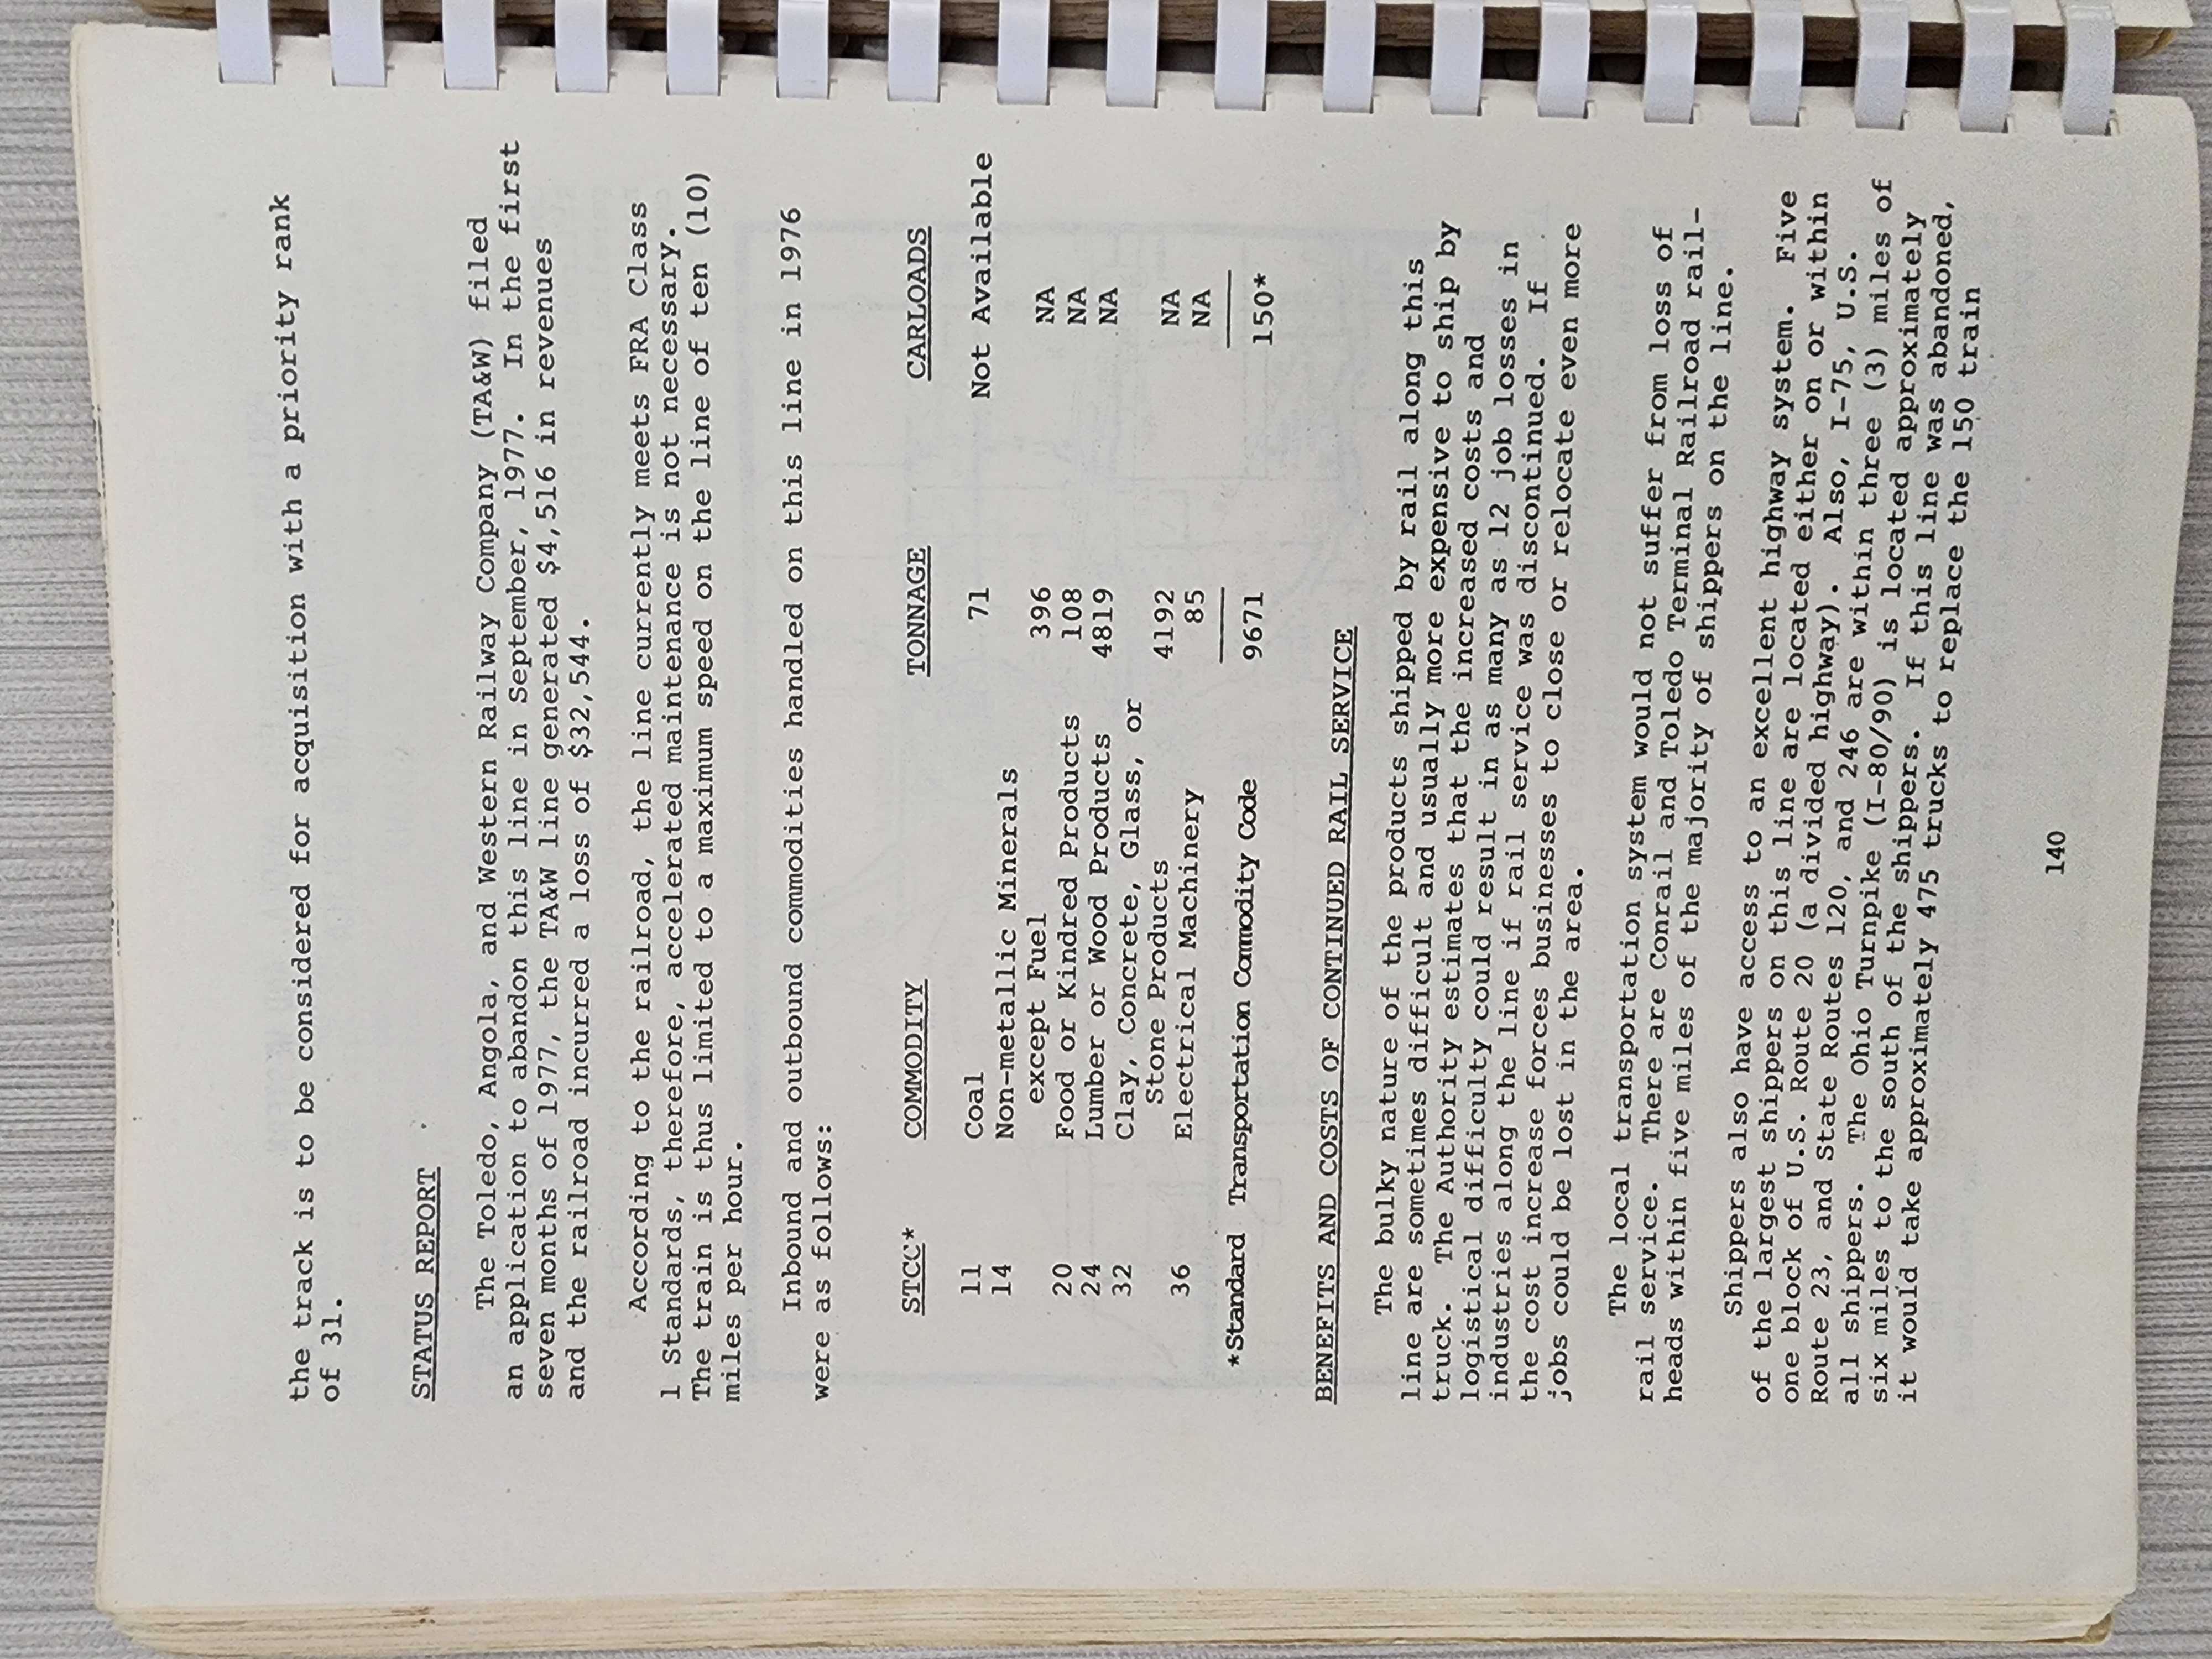 the track is to be considered for acquisition with a priority rank
of 31.
STATUS REPORT
The Toledo, Angola, and Western Railway Company (TA&W) filed
an application to abandon this line in September, 1977. In the first
seven months of 1977, the TA&W line generated $4,516 in revenues
and the railroad incurred a loss of $32,544.
According to the railroad, the line currently meets FRA Class
1 Standards, therefore, accelerated maintenance is not necessary.
The train is thus limited to a maximum speed on the line of ten (10)
miles per hour.
Inbound and outbound commodities handled on this line in 1976
were as follows:
STCC* COMMODITY TONNAGE CARLOADS
11 Coal 71 Not Available
14 Non-metallic Minerals
except Fuel 396 NA
20 Food or Kindred Products 108 NA
24 Lumber or Wood Products 4819 NA
32 Clay, Concrete, Glass, or
Stone Products 4192 NA
36 Electrical Machinery 85 NA
9671 150*
*Standard Transportation Commodity Code
BENEFITS AND COSTS OF CONTINUED RAIL SERVICE
The bulky nature of the products shipped by rail along this
line are sometimes difficult and usually more expensive to ship by
truck. The Authority estimates that the increased costs and
logistical difficulty could result in as many as 12 job losses in
industries along the line if rail service was discontinued. If
the cost increase forces businesses to close or relocate even more
jobs could be lost in the area.
The local transportation system would not suffer from loss of
rail service. There are Conrail and Toledo Terminal Railroad rail-
heads within five miles of the majority of shippers on the line.
Shippers also have access to an excellent highway system. Five
of the largest shippers on this line are located either on or within
one block of U.S. Route 20 (a divided highway). Also, I-75, U.S.
Route 23, and State Routes 120, and 246 are within three (3) miles of
all shippers. The Ohio Turnpike (I-80/90) is located approximately
six miles to the south of the shippers. If this line was abandoned,
it would take approximately 475 trucks to replace the 150 train
140